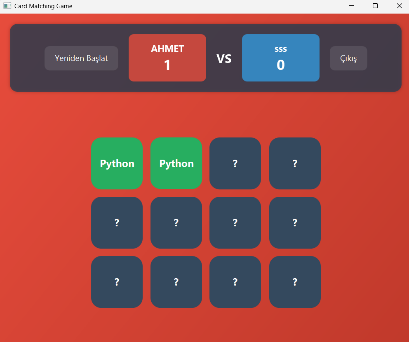 Card Matching Game
Yeniden Başlat
AHMET
1
VS
sss
0
Çıkış
Python Python ? ?
? ? ? ?
? ? ? ?